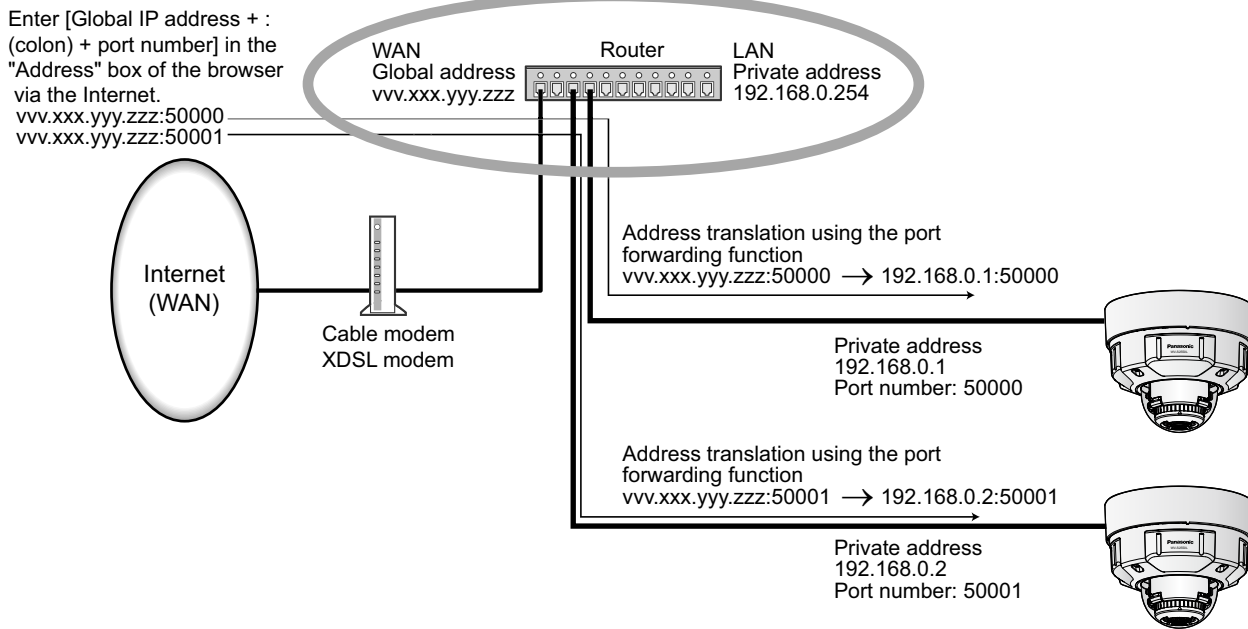 Enter [Global IP address + :
(colon) + port number] in the
"Address" box of the browser
via the Internet.
vvv.xxx.yyy.zzz:50000
vvv.xxx.yyy.zzz:50001
WAN
Global address
vvv.xxx.yyy.zzz
Router
LAN
Private address
192.168.0.254
Internet
(WAN)
Cable modem
XDSL modem
Address translation using the port
forwarding function
vvv.xxx.yyy.zzz:50000 → 192.168.0.1:50000
Private address
192.168.0.1
Port number: 50000
Panasonic
Address translation using the port
forwarding function
vvv.xxx.yyy.zzz:50001 → 192.168.0.2:50001
Private address
192.168.0.2
Port number: 50001
Panasonic